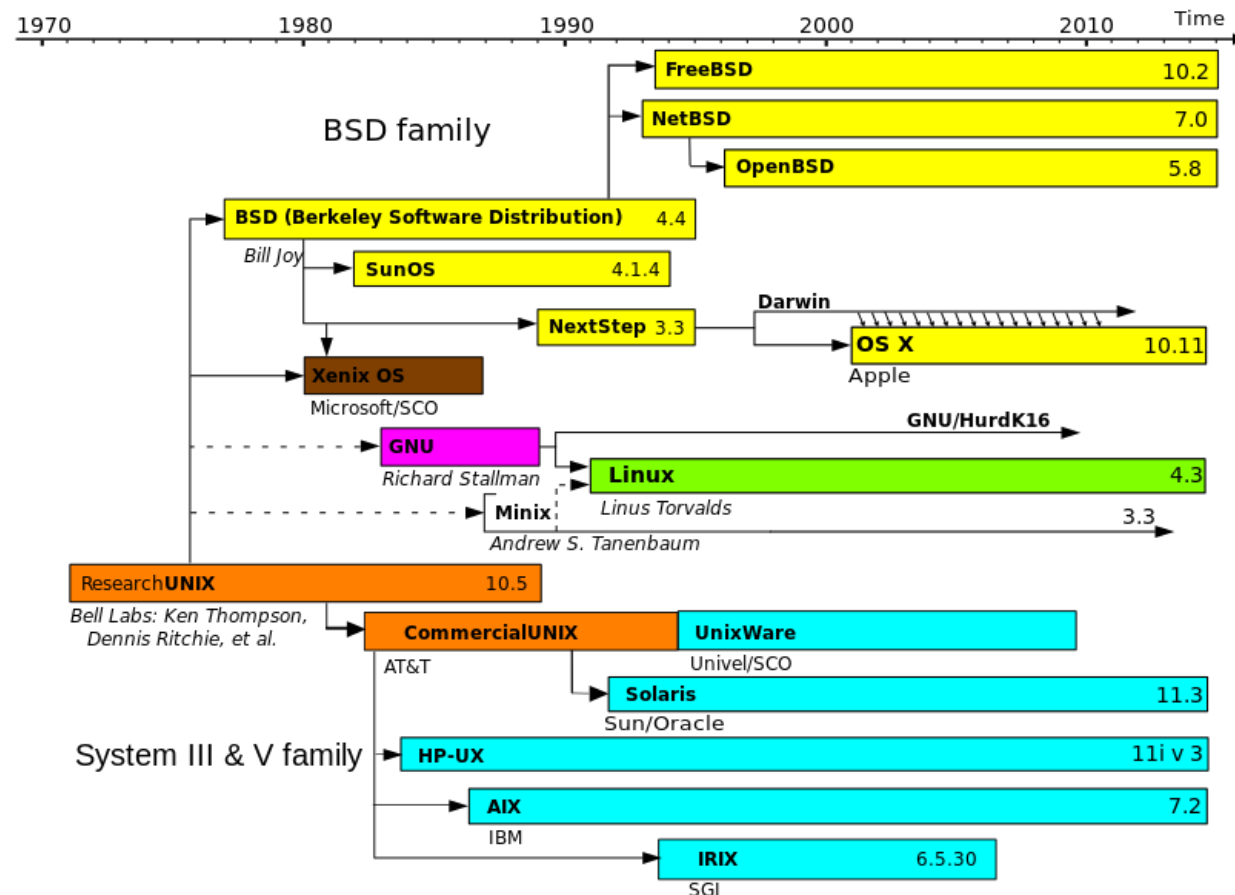 1970 1980 1990 2000 2010 Time
FreeBSD 10.2
BSD family
NetBSD 7.0
OpenBSD 5.8
BSD (Berkeley Software Distribution) 4.4
Bill Joy
SunOS 4.1.4
Darwin
NextStep 3.3
OS X 10.11
Apple
Xenix OS
Microsoft/SCO
GNU/HurdK16
GNU
Richard Stallman
Linux 4.3
Linus Torvalds
Minix 3.3
Andrew S. Tanenbaum
ResearchUNIX 10.5
Bell Labs: Ken Thompson,
Dennis Ritchie, et al.
CommercialUNIX UnixWare
AT&T Univel/SCO
Solaris 11.3
Sun/Oracle
System III & V family
HP-UX 11i v 3
AIX 7.2
IBM
IRIX 6.5.30
SGI